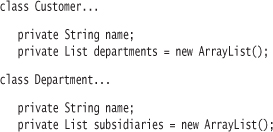 class Customer...
private String name;
private List departments = new ArrayList();
class Department...
private String name;
private List subsidiaries = new ArrayList();